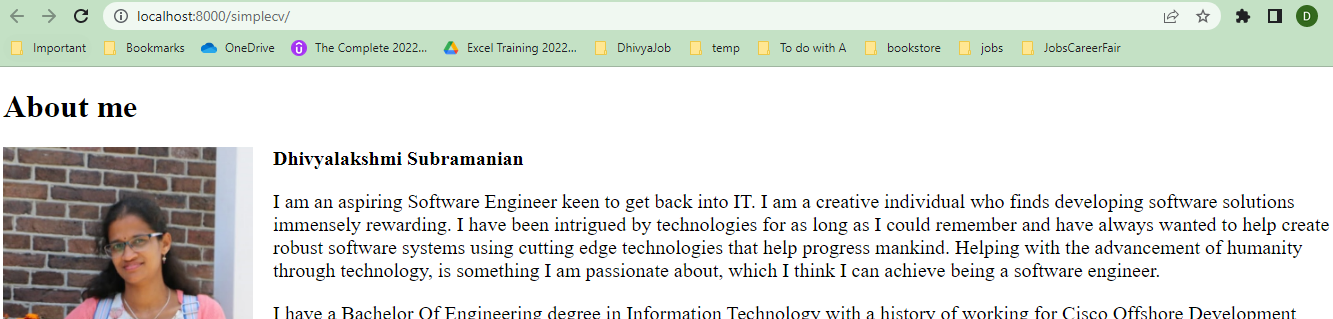 localhost:8000/simplecv/
D
Important Bookmarks OneDrive The Complete 2022... Excel Training 2022... DhivyaJob temp To do with A bookstore jobs JobsCareerFair
About me
Dhivyalakshmi Subramanian
I am an aspiring Software Engineer keen to get back into IT. I am a creative individual who finds developing software solutions
immensely rewarding. I have been intrigued by technologies for as long as I could remember and have always wanted to help create
robust software systems using cutting edge technologies that help progress mankind. Helping with the advancement of humanity
through technology, is something I am passionate about, which I think I can achieve being a software engineer.
I have a Bachelor Of Engineering degree in Information Technology with a history of working for Cisco Offshore Development